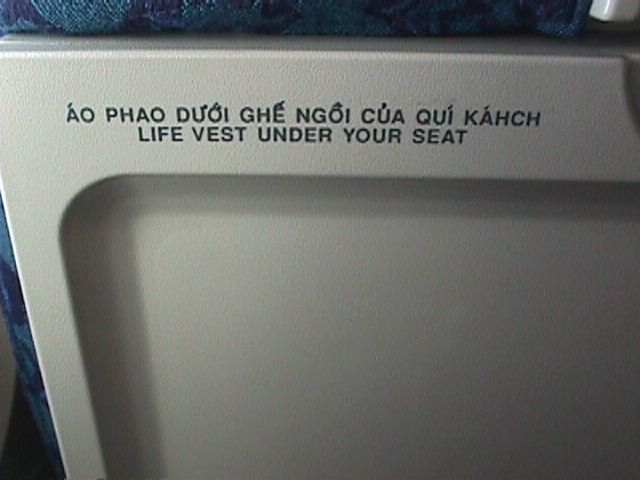 ÁO PHAO DƯỚI GHẾ NGỒI CỦA QUÍ KÁHCH
LIFE VEST UNDER YOUR SEAT